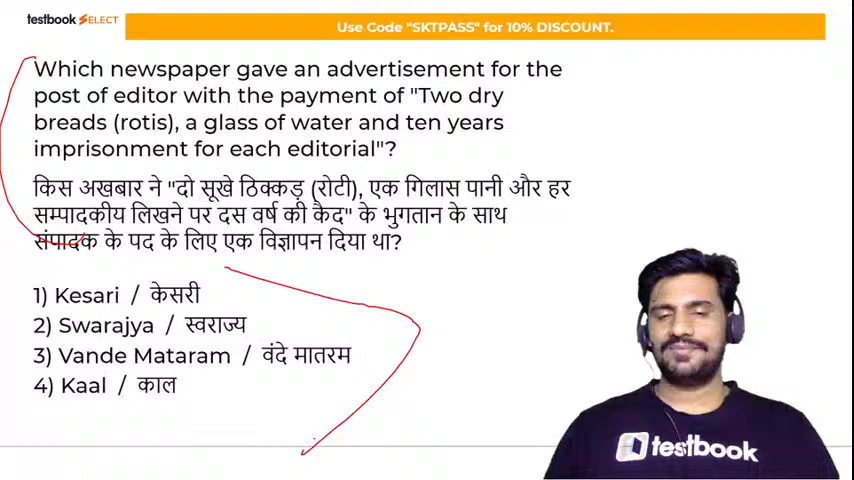 testbook SELECT
Use Code "SKTPASS" for 10% DISCOUNT.
Which newspaper gave an advertisement for the
post of editor with the payment of "Two dry
breads (rotis), a glass of water and ten years
imprisonment for each editorial"?
किस अखबार ने "दो सूखे ठिक्कड़ (रोटी), एक गिलास पानी और हर
सम्पादकीय लिखने पर दस वर्ष की कैद" के भुगतान के साथ
संपादक के पद के लिए एक विज्ञापन दिया था?
1) Kesari / केसरी
2) Swarajya / स्वराज्य
3) Vande Mataram / वंदे मातरम
4) Kaal / काल
testbook